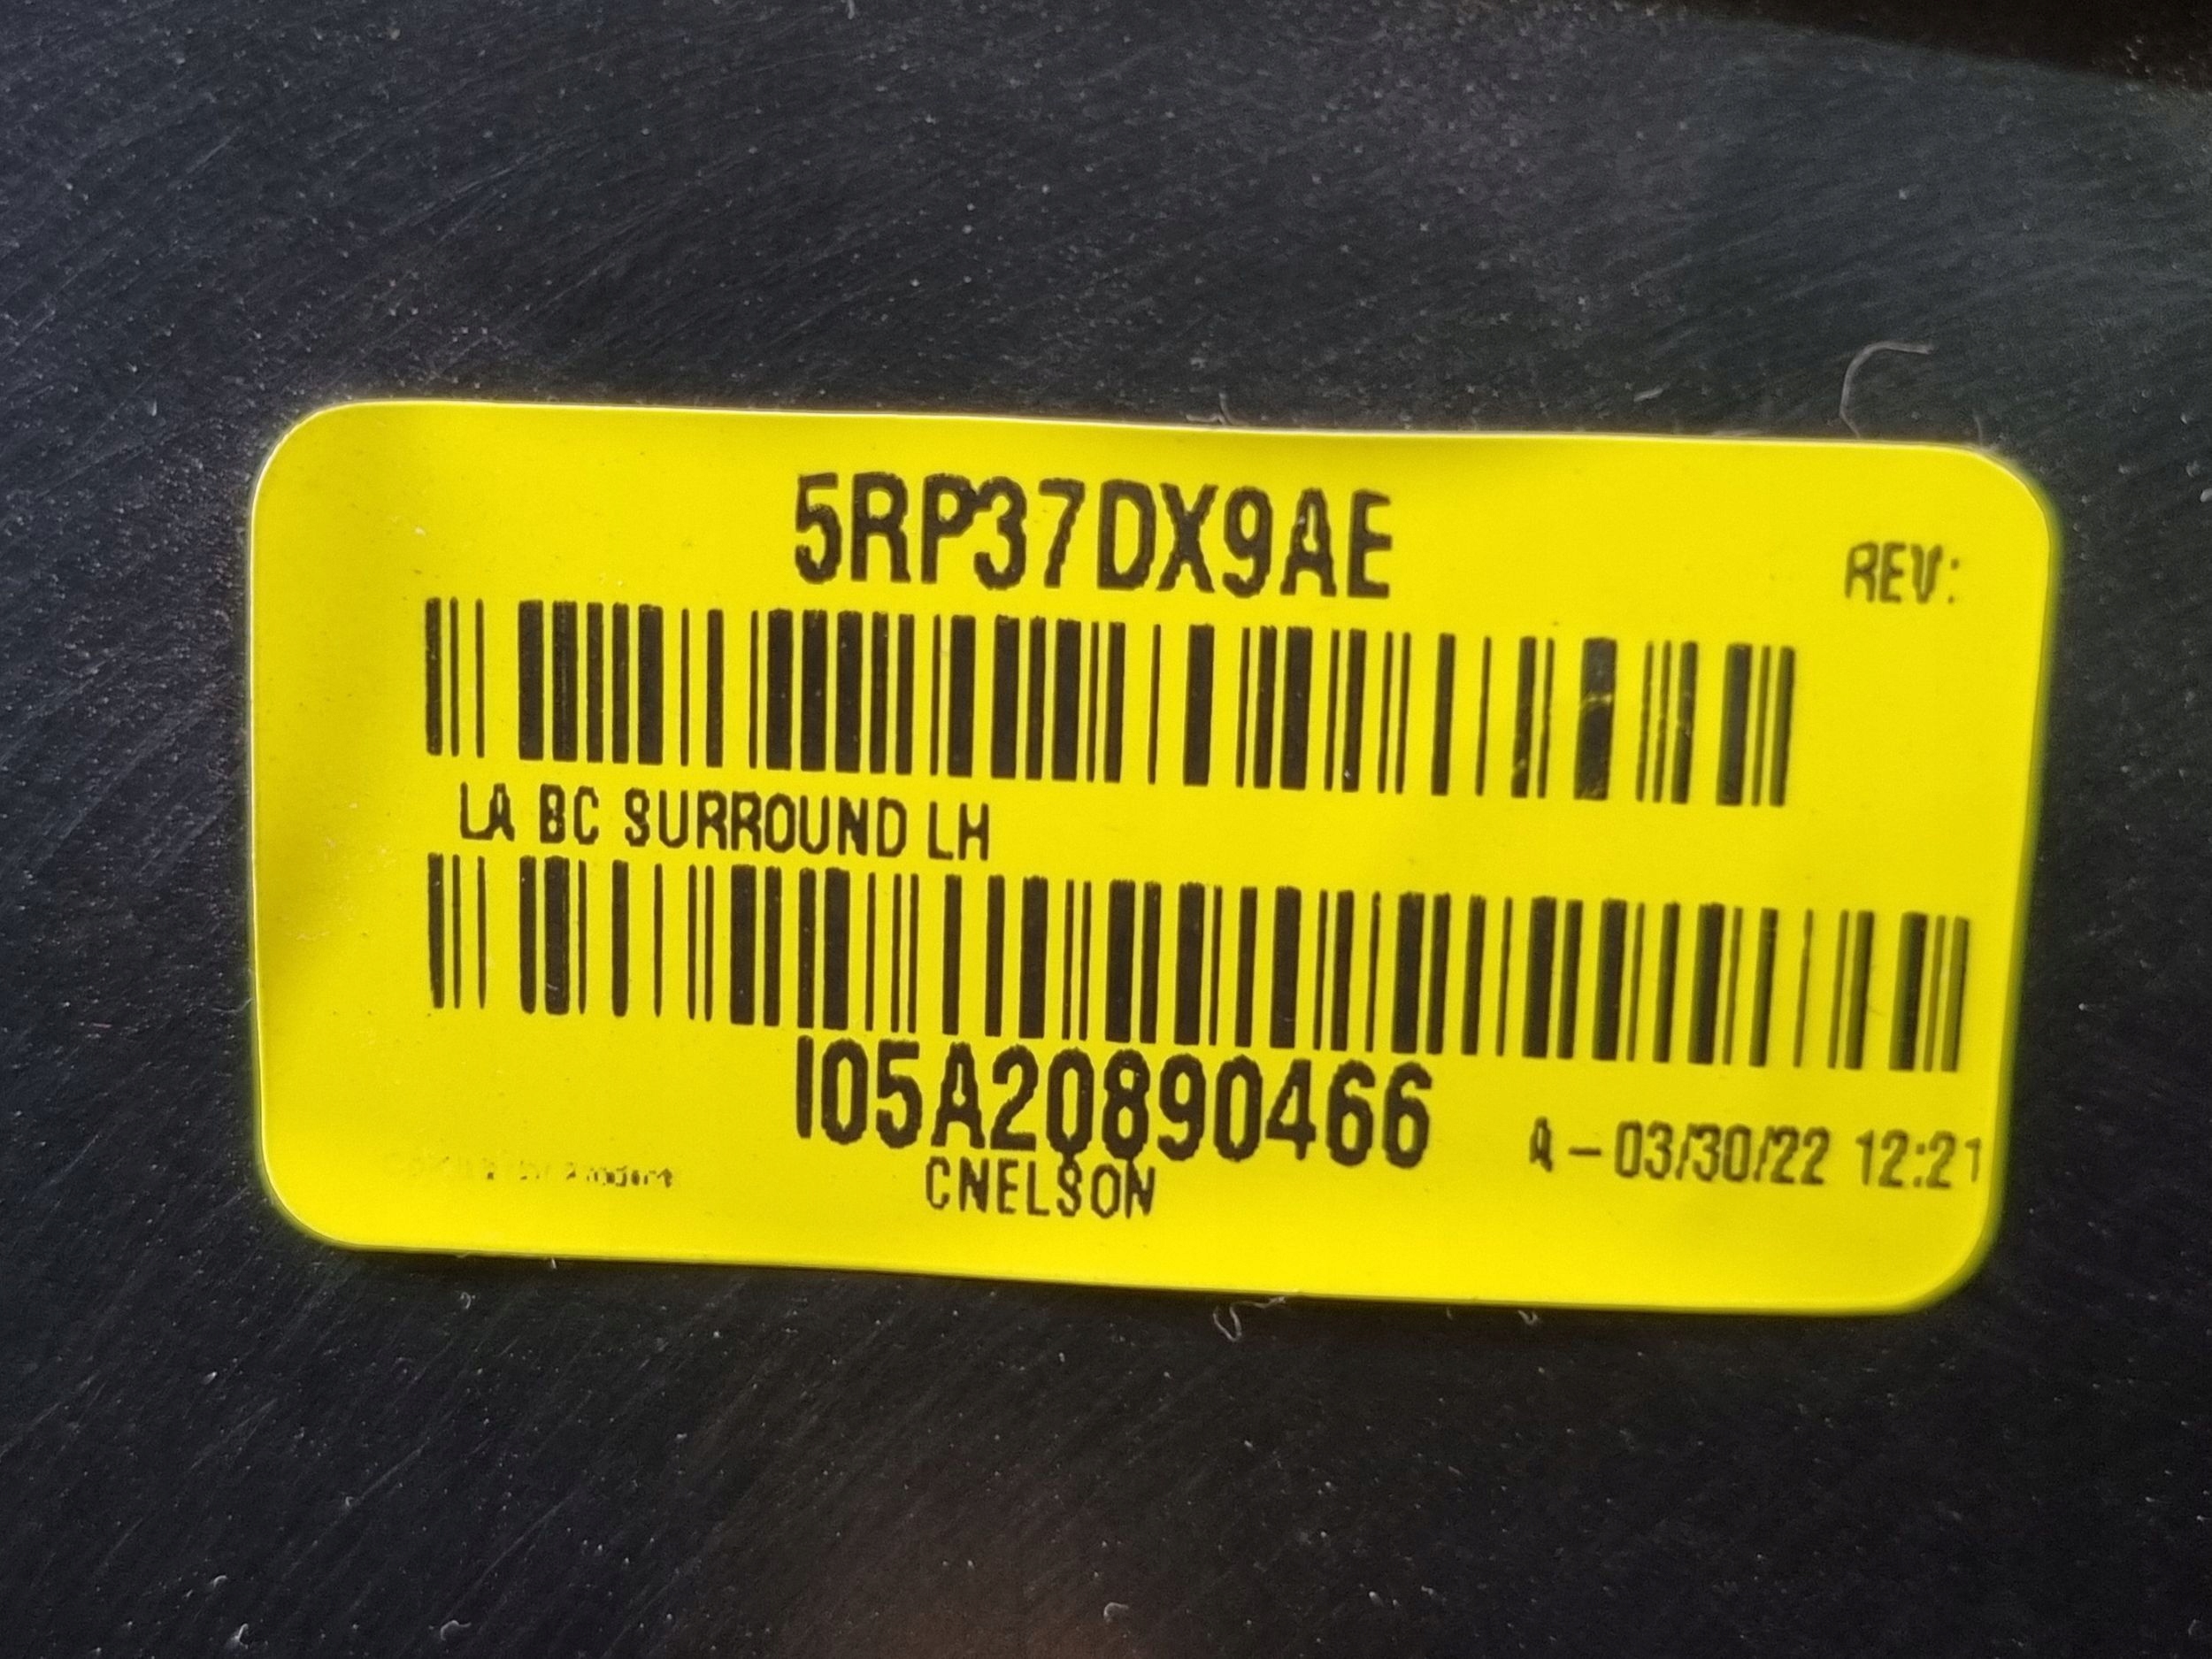 5RP37DX9AE
REV:
LA BC SURROUND LH
I05A20890466
A - 03/30/22 12:21
CNELSON